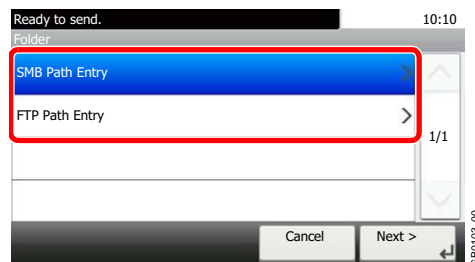 Ready to send. 10:10
Folder
SMB Path Entry
FTP Path Entry
1/1
Cancel Next >